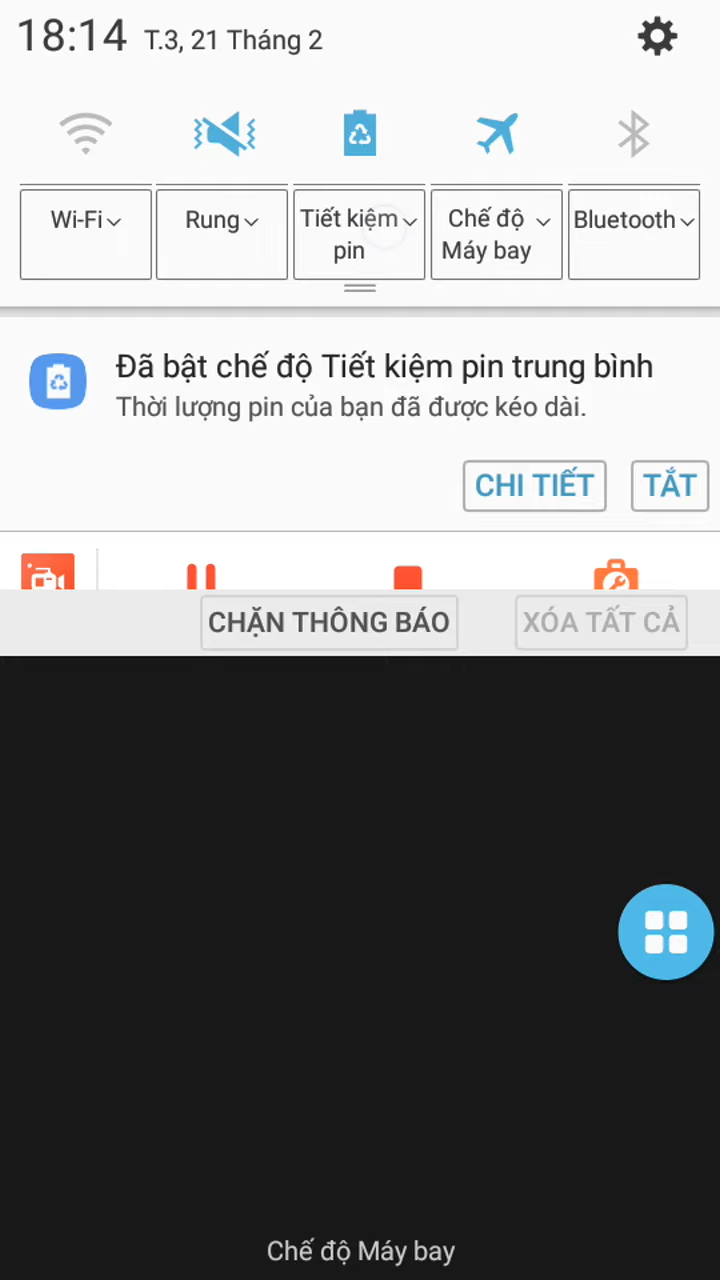 18:14 T.3, 21 Tháng 2
Wi-Fi
Rung
Tiết kiệm
pin
Chế độ
Máy bay
Bluetooth
Đã bật chế độ Tiết kiệm pin trung bình
Thời lượng pin của bạn đã được kéo dài.
CHI TIẾT TẮT
CHẶN THÔNG BÁO XÓA TẤT CẢ
Chế độ Máy bay